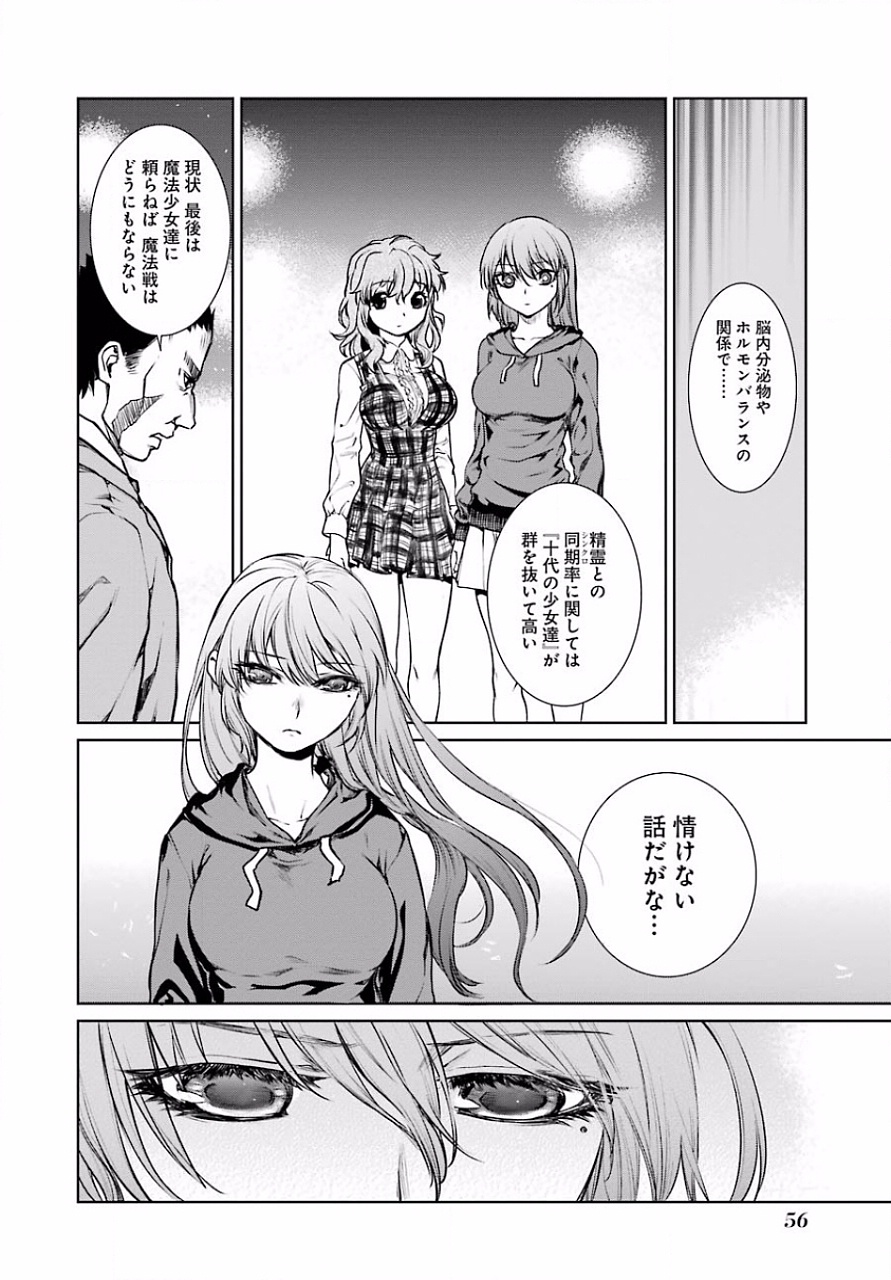 脳内分泌物や
ホルモンバランスの
関係で……
精霊との
同期率に関しては
シンクロ
『十代の少女達』が
群を抜いて高い
現状 最後は
魔法少女達に
頼らねば 魔法戦は
どうにもならない
情けない
話だがな…
56